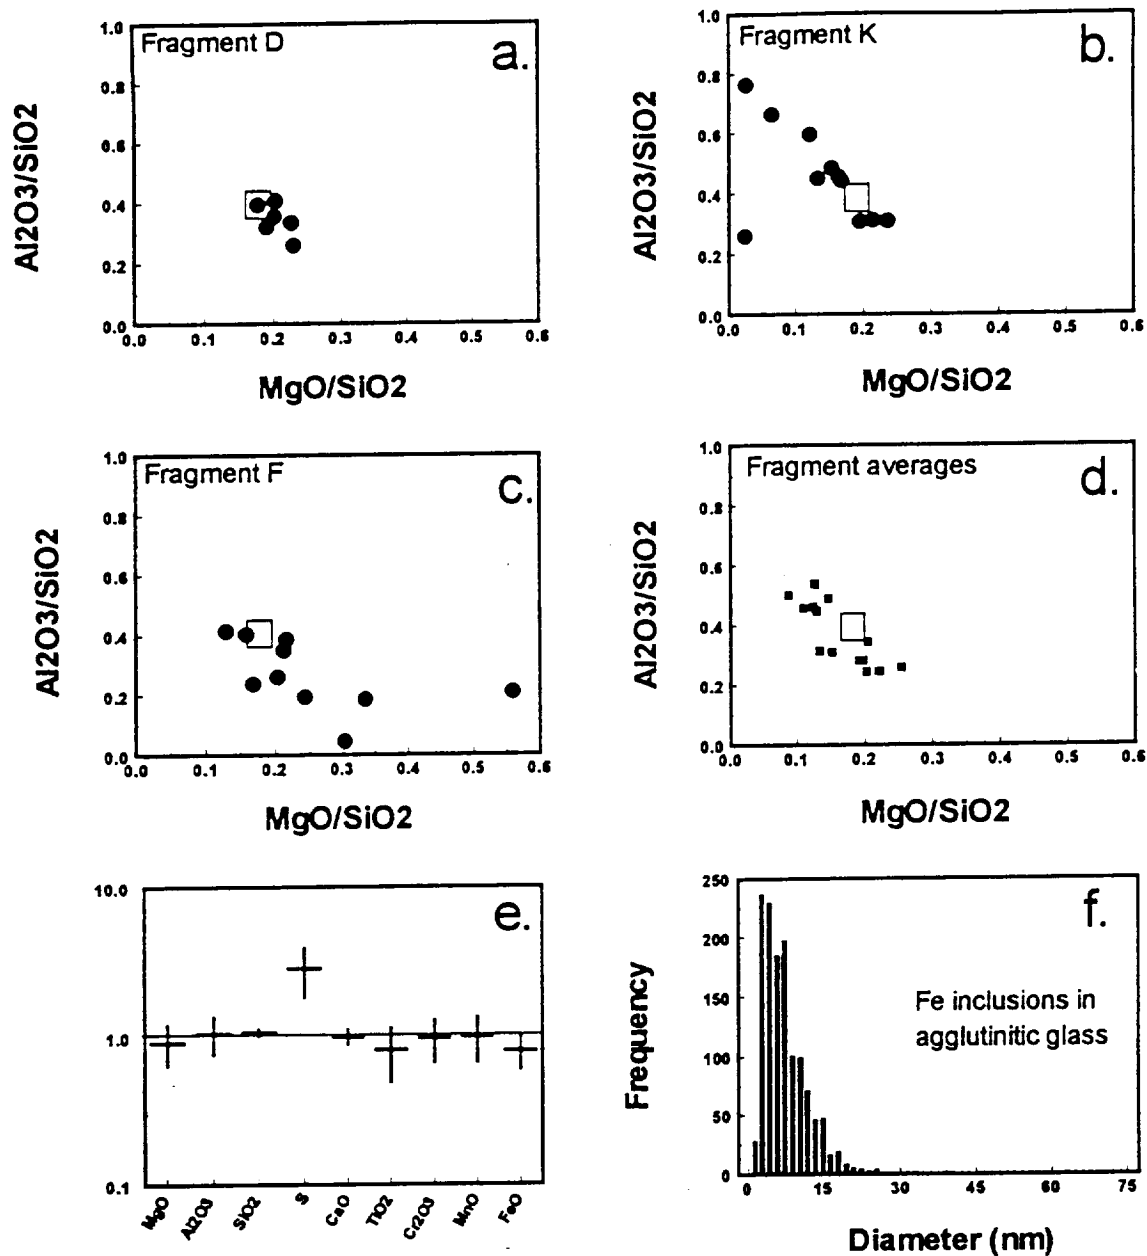 Fragment D
a.
1.0
0.8
0.6
0.4
0.2
0.0
0.0 0.1 0.2 0.3 0.4 0.5 0.6
Al2O3/SiO2
MgO/SiO2
Fragment K
b.
1.0
0.8
0.6
0.4
0.2
0.0
0.0 0.1 0.2 0.3 0.4 0.5 0.6
Al2O3/SiO2
MgO/SiO2
Fragment F
c.
1.0
0.8
0.6
0.4
0.2
0.0
0.0 0.1 0.2 0.3 0.4 0.5 0.6
Al2O3/SiO2
MgO/SiO2
Fragment averages
d.
1.0
0.8
0.6
0.4
0.2
0.0
0.0 0.1 0.2 0.3 0.4 0.5 0.6
Al2O3/SiO2
MgO/SiO2
e.
10.0
1.0
0.1
MgO Al2O3 SiO2 S CaO TiO2 Cr2O3 MnO FeO
f.
250
200
150
100
50
0
Fe inclusions in
agglutinitic glass
0 15 30 45 60 75
Frequency
Diameter (nm)